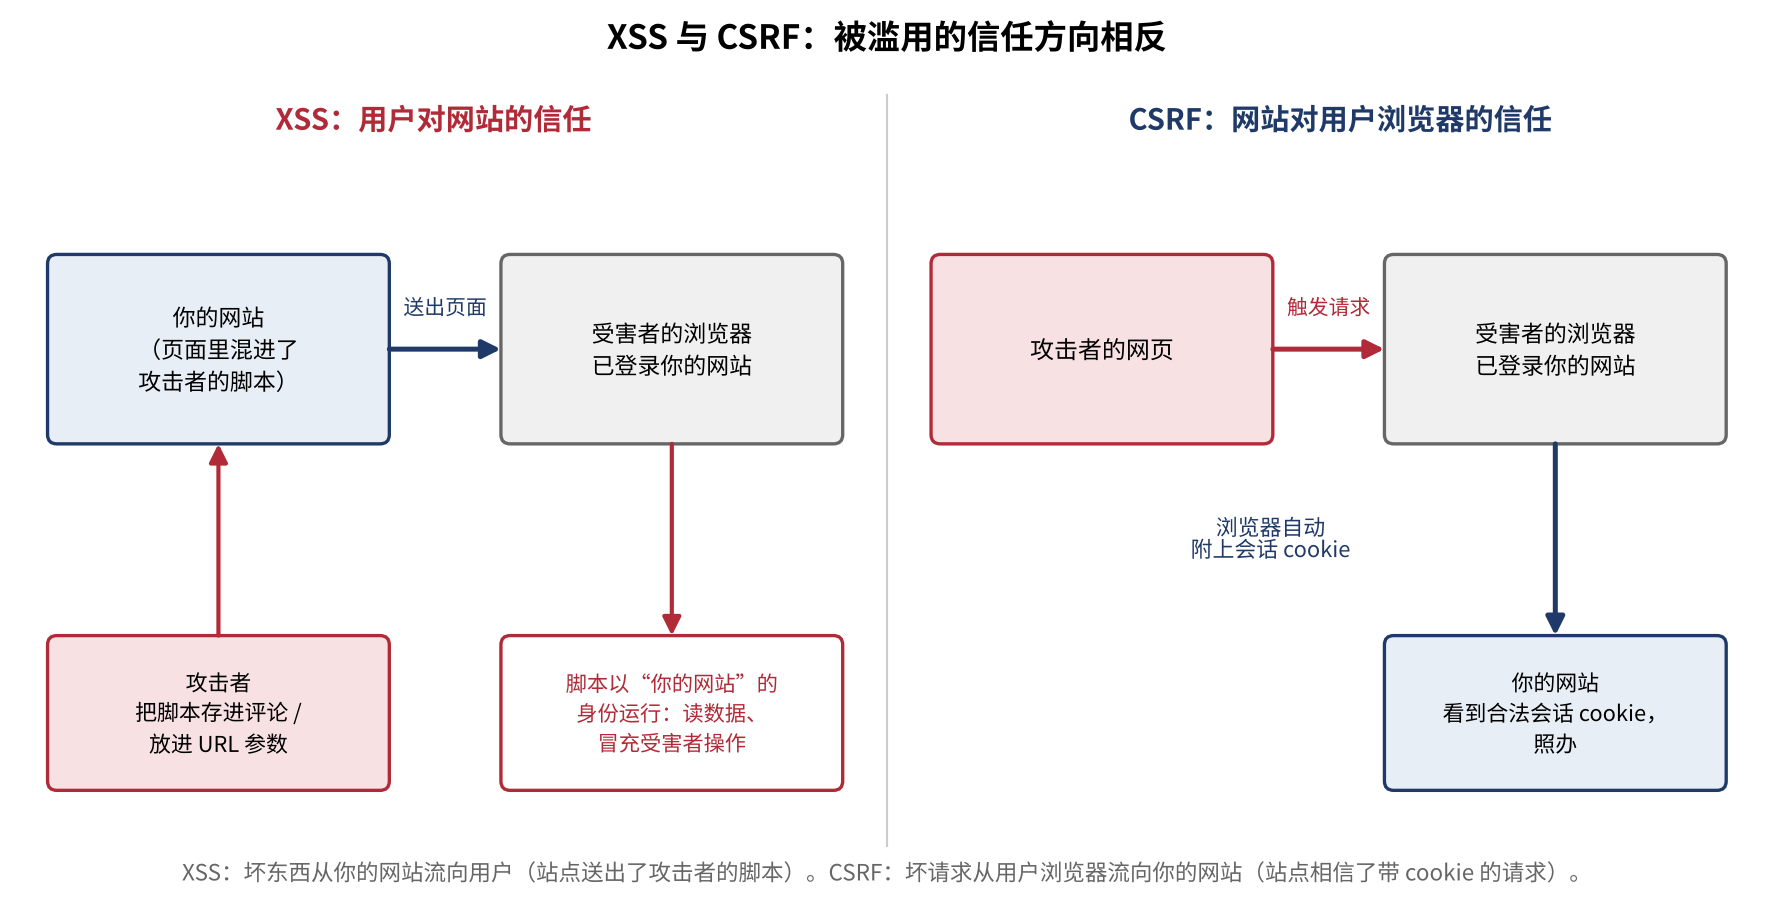 XSS 与 CSRF：被滥用的信任方向相反
XSS：用户对网站的信任
你的网站
（页面里混进了
攻击者的脚本）
送出页面
受害者的浏览器
已登录你的网站
攻击者
把脚本存进评论 /
放进 URL 参数
脚本以“你的网站”的
身份运行：读数据、
冒充受害者操作
CSRF：网站对用户浏览器的信任
攻击者的网页
触发请求
受害者的浏览器
已登录你的网站
浏览器自动
附上会话 cookie
你的网站
看到合法会话 cookie，
照办
XSS：坏东西从你的网站流向用户（站点送出了攻击者的脚本）。CSRF：坏请求从用户浏览器流向你的网站（站点相信了带 cookie 的请求）。